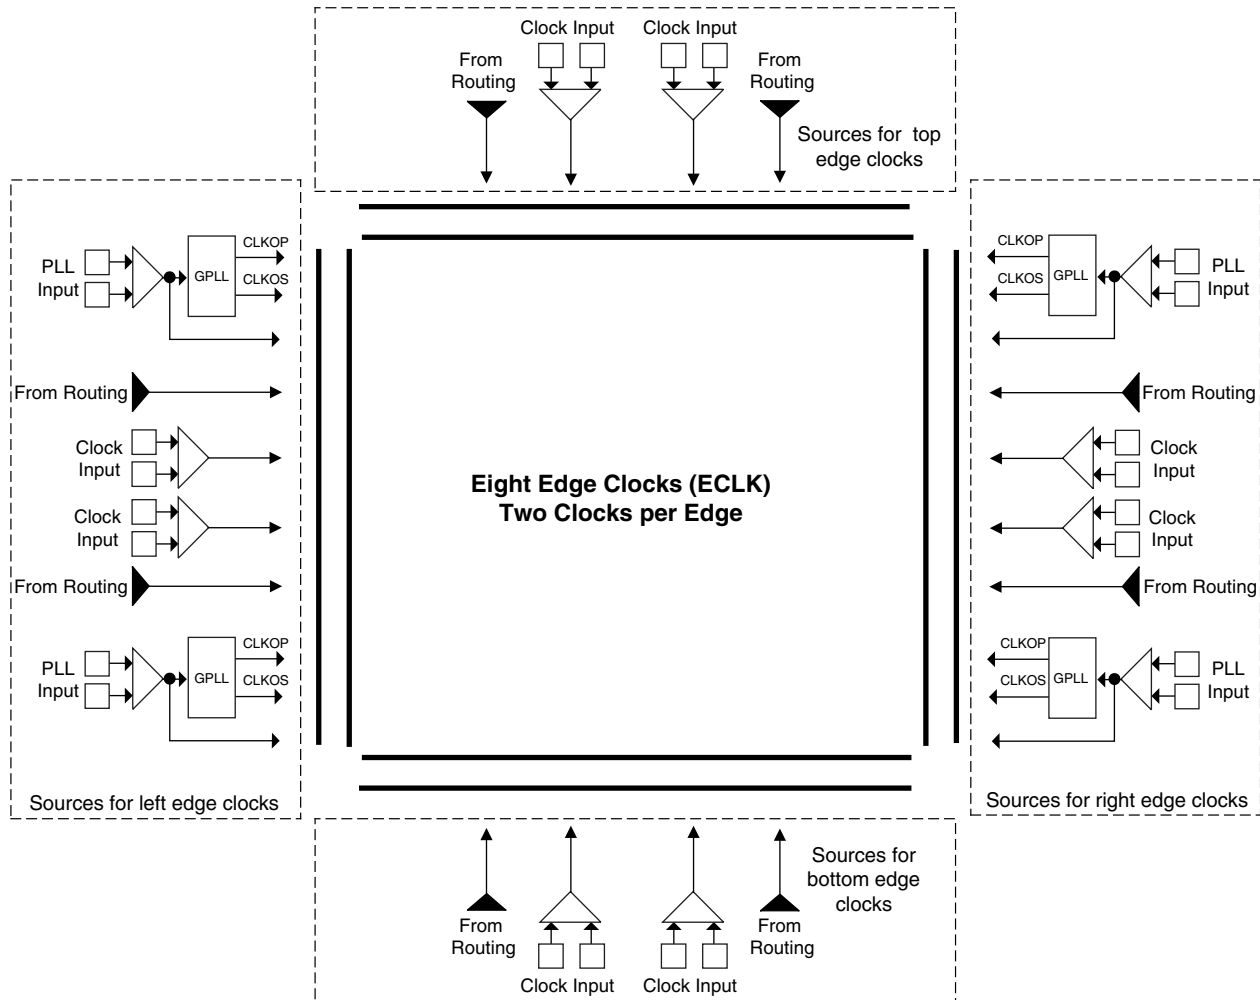 Clock Input
Clock Input
From
Routing
From
Routing
Sources for top
edge clocks
PLL
Input
GPLL
CLKOP
CLKOS
From Routing
Clock
Input
Clock
Input
From Routing
PLL
Input
GPLL
CLKOP
CLKOS
Sources for left edge clocks
Eight Edge Clocks (ECLK)
Two Clocks per Edge
CLKOP
CLKOS
GPLL
PLL
Input
From Routing
Clock
Input
Clock
Input
From Routing
CLKOP
CLKOS
GPLL
PLL
Input
Sources for right edge clocks
From
Routing
Clock Input
Clock Input
From
Routing
Sources for
bottom edge
clocks